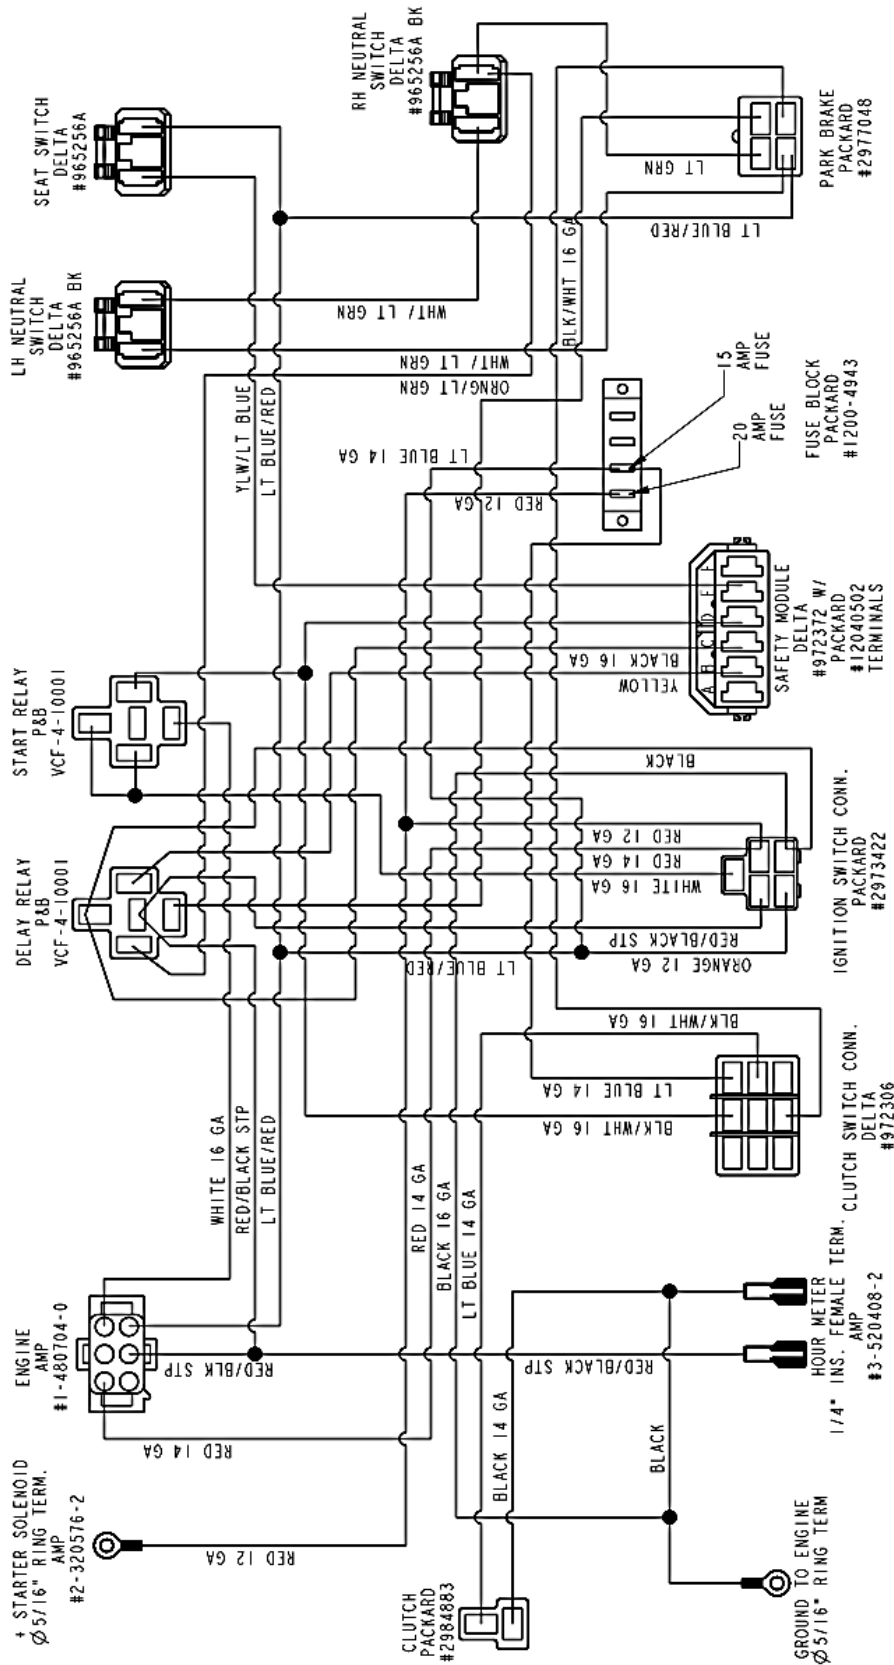 SEAT SWITCH
DELTA
#965256A
RH NEUTRAL
SWITCH
DELTA
#965256A BK
LH NEUTRAL
SWITCH
DELTA
#965256A BK
PARK BRAKE
PACKARD
#2977048
LT GRN
LT BLUE/RED
BLK/WHT 16 GA
WHT/ LT GRN
WHT/ LT GRN
ORNG/LT GRN
YLW/LT BLUE
LT BLUE/RED
LT BLUE 14 GA
RED 12 GA
15
AMP
FUSE
20
AMP
FUSE
FUSE BLOCK
PACKARD
#1200-4943
START RELAY
P&B
VCF-4-10001
BLACK 16 GA
YELLOW
A B C D E F
SAFETY MODULE
DELTA
#972372 W/
PACKARD
#12040502
TERMINALS
DELAY RELAY
P&B
VCF-4-10001
BLACK
RED 12 GA
RED 14 GA
WHITE 16 GA
RED/BLACK STP
ORANGE 12 GA
LT BLUE/RED
IGNITION SWITCH CONN.
PACKARD
#2973422
BLK/WHT 16 GA
LT BLUE 14 GA
BLK/WHT 16 GA
CLUTCH SWITCH CONN.
DELTA
#972306
WHITE 16 GA
RED/BLACK STP
LT BLUE/RED
RED 14 GA
BLACK 16 GA
LT BLUE 14 GA
ENGINE
AMP
#1-480704-0
RED/BLK STP
RED/BLACK STP
HOUR METER
1/4" INS. FEMALE TERM.
AMP
#3-520408-2
RED 14 GA
BLACK 14 GA
BLACK
+ STARTER SOLENOID
Ø5/16" RING TERM.
AMP
#2-320576-2
RED 12 GA
CLUTCH
PACKARD
#2984883
GROUND TO ENGINE
Ø5/16" RING TERM